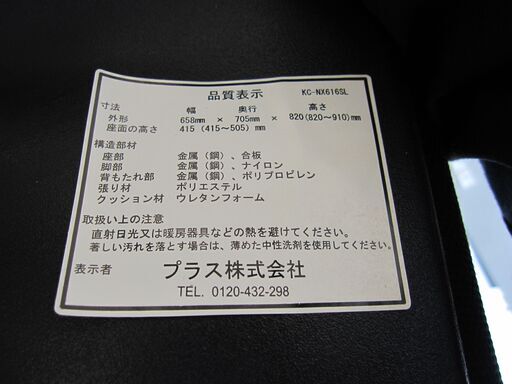 品質表示 KC-NX616SL
寸法 幅 奥行 高さ
外形 658mm × 705mm × 820(820～910)mm
座面の高さ 415(415～505)mm
構造部材
座部 金属(鋼)、合板
脚部 金属(鋼)、ナイロン
背もたれ部 金属(鋼)、ポリプロピレン
張り材 ポリエステル
クッション材 ウレタンフォーム
取扱い上の注意
直射日光又は暖房器具などの熱を避けてください。
著しい汚れを落とす場合は、薄めた中性洗剤を使用してください。
表示者 プラス株式会社
TEL. 0120-432-298